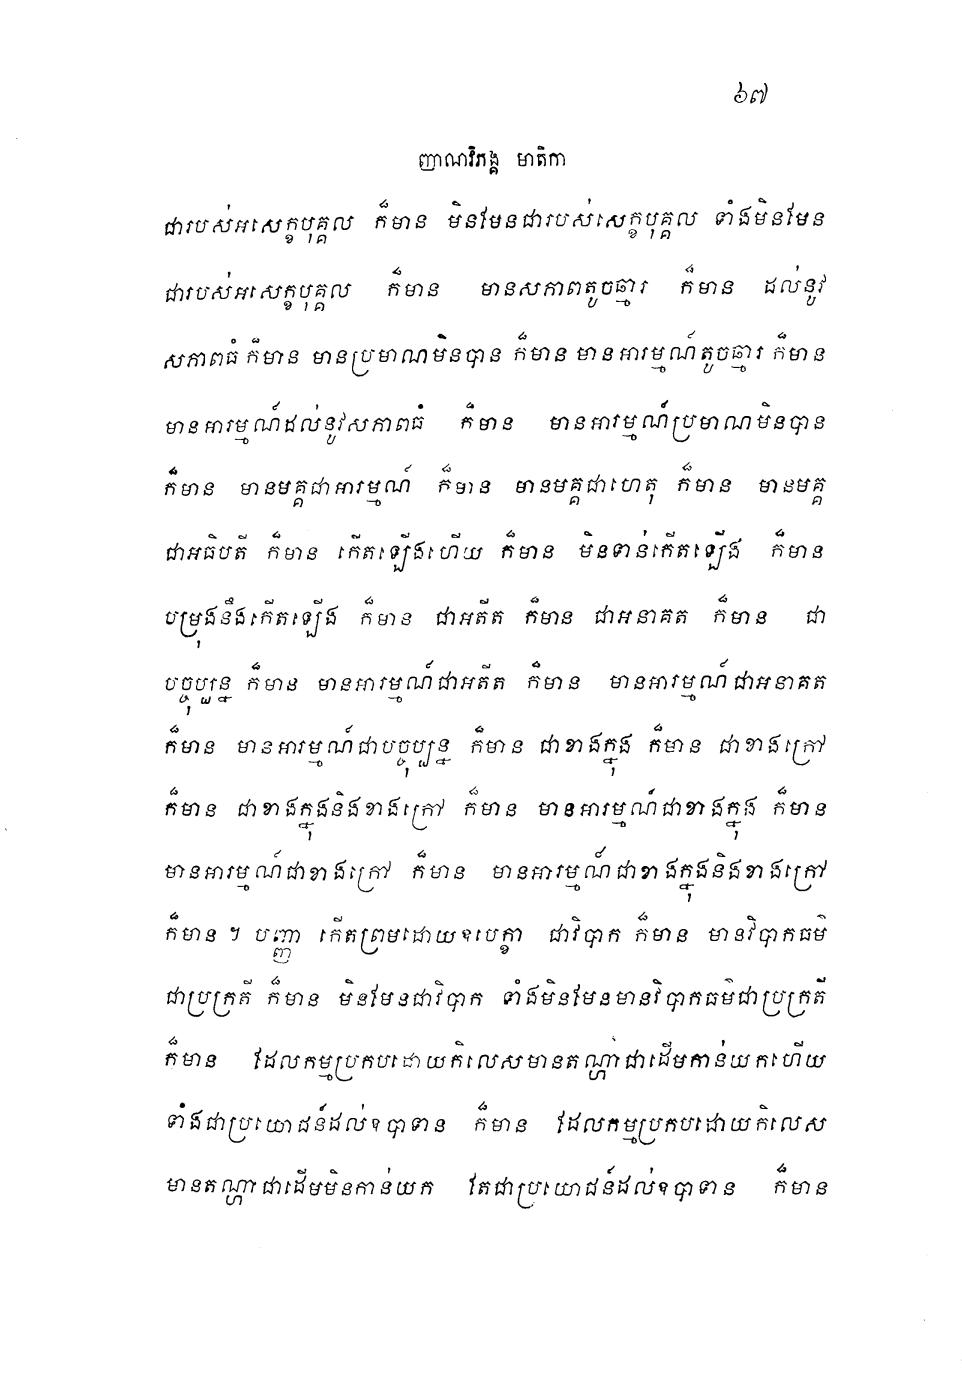 ៦៧
ញាណវិភង្គ មាតិកា
ជារបស់អសេក្ខបុគ្គល ក៏មាន មិនមែនជារបស់សេក្ខបុគ្គល ទាំងមិនមែន
ជារបស់អសេក្ខបុគ្គល ក៏មាន មានសភាពតូចឆ្មារ ក៏មាន ដល់នូវ
សភាពធំ ក៏មាន មានប្រមាណមិនបាន ក៏មាន មានអារម្មណ៍តូចឆ្មារ ក៏មាន
មានអារម្មណ៍ដល់នូវសភាពធំ ក៏មាន មានអារម្មណ៍ប្រមាណមិនបាន
ក៏មាន មានមគ្គជាអារម្មណ៍ ក៏មាន មានមគ្គជាហេតុ ក៏មាន មានមគ្គ
ជាអធិបតី ក៏មាន កើតឡើងហើយ ក៏មាន មិនទាន់កើតឡើង ក៏មាន
បម្រុងនឹងកើតឡើង ក៏មាន ជាអតីត ក៏មាន ជាអនាគត ក៏មាន ជា
បច្ចុប្បន្ន ក៏មាន មានអារម្មណ៍ជាអតីត ក៏មាន មានអារម្មណ៍ជាអនាគត
ក៏មាន មានអារម្មណ៍ជាបច្ចុប្បន្ន ក៏មាន ជាខាងក្នុង ក៏មាន ជាខាងក្រៅ
ក៏មាន ជាខាងក្នុងនិងខាងក្រៅ ក៏មាន មានអារម្មណ៍ជាខាងក្នុង ក៏មាន
មានអារម្មណ៍ជាខាងក្រៅ ក៏មាន មានអារម្មណ៍ជាខាងក្នុងនិងខាងក្រៅ
ក៏មាន ។ បញ្ញា កើតព្រមដោយឧបេក្ខា ជាវិបាក ក៏មាន មានវិបាកធម៌
ជាប្រក្រតី ក៏មាន មិនមែនជាវិបាក ទាំងមិនមែនមានវិបាកធម៌ជាប្រក្រតី
ក៏មាន ដែលកម្មប្រកបដោយកិលេសមានតណ្ហាជាដើមកាន់យកហើយ
ទាំងជាប្រយោជន៍ដល់ឧបាទាន ក៏មាន ដែលកម្មប្រកបដោយកិលេស
មានតណ្ហាជាដើមមិនកាន់យក តែជាប្រយោជន៍ដល់ឧបាទាន ក៏មាន